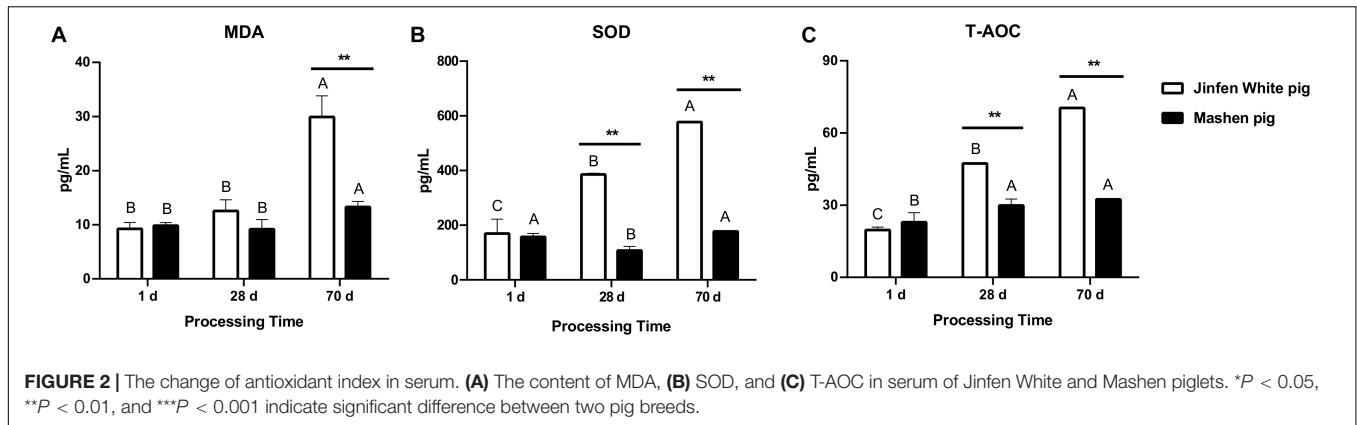 A
MDA
40
30
20
10
0
pg/mL
B B
B B
A A
**
1 d 28 d 70 d
Processing Time
B
SOD
800
600
400
200
0
pg/mL
C A
B B
**
A A
**
1 d 28 d 70 d
Processing Time
C
T-AOC
90
60
30
0
pg/mL
C B
B A
**
A A
**
1 d 28 d 70 d
Processing Time
Jinfen White pig
Mashen pig
FIGURE 2 | The change of antioxidant index in serum. (A) The content of MDA, (B) SOD, and (C) T-AOC in serum of Jinfen White and Mashen piglets. *P < 0.05,
**P < 0.01, and ***P < 0.001 indicate significant difference between two pig breeds.